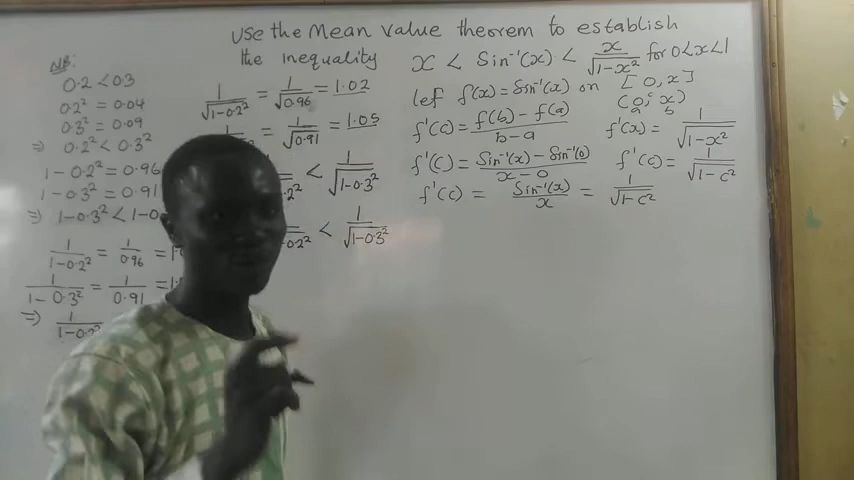 Use the Mean value theorem to establish
the inequality x < Sin⁻¹(x) < x/√(1-x²) for 0<x<1
NB:
0.2 < 0.3
0.2² = 0.04
0.3² = 0.09
⇒ 0.2² < 0.3²
1-0.2² = 0.96
1-0.3² = 0.91
⇒ 1-0.3² < 1-0
1/(1-0.2²) = 1/0.96 = 1
1/(1-0.3²) = 1/0.91 = 1
⇒ 1/(1-0.2²
1/√(1-0.2²) = 1/√0.96 = 1.02
= 1/√0.91 = 1.05
< 1/√(1-0.3²)
-0.2² < 1/√(1-0.3²)
let f(x) = Sin⁻¹(x) on [0, x]
(0, x)
a b
f'(c) = (f(b) - f(a))/(b-a) f'(x) = 1/√(1-x²)
f'(c) = (Sin⁻¹(x) - Sin⁻¹(0))/(x-0) f'(c) = 1/√(1-c²)
f'(c) = Sin⁻¹(x)/x = 1/√(1-c²)